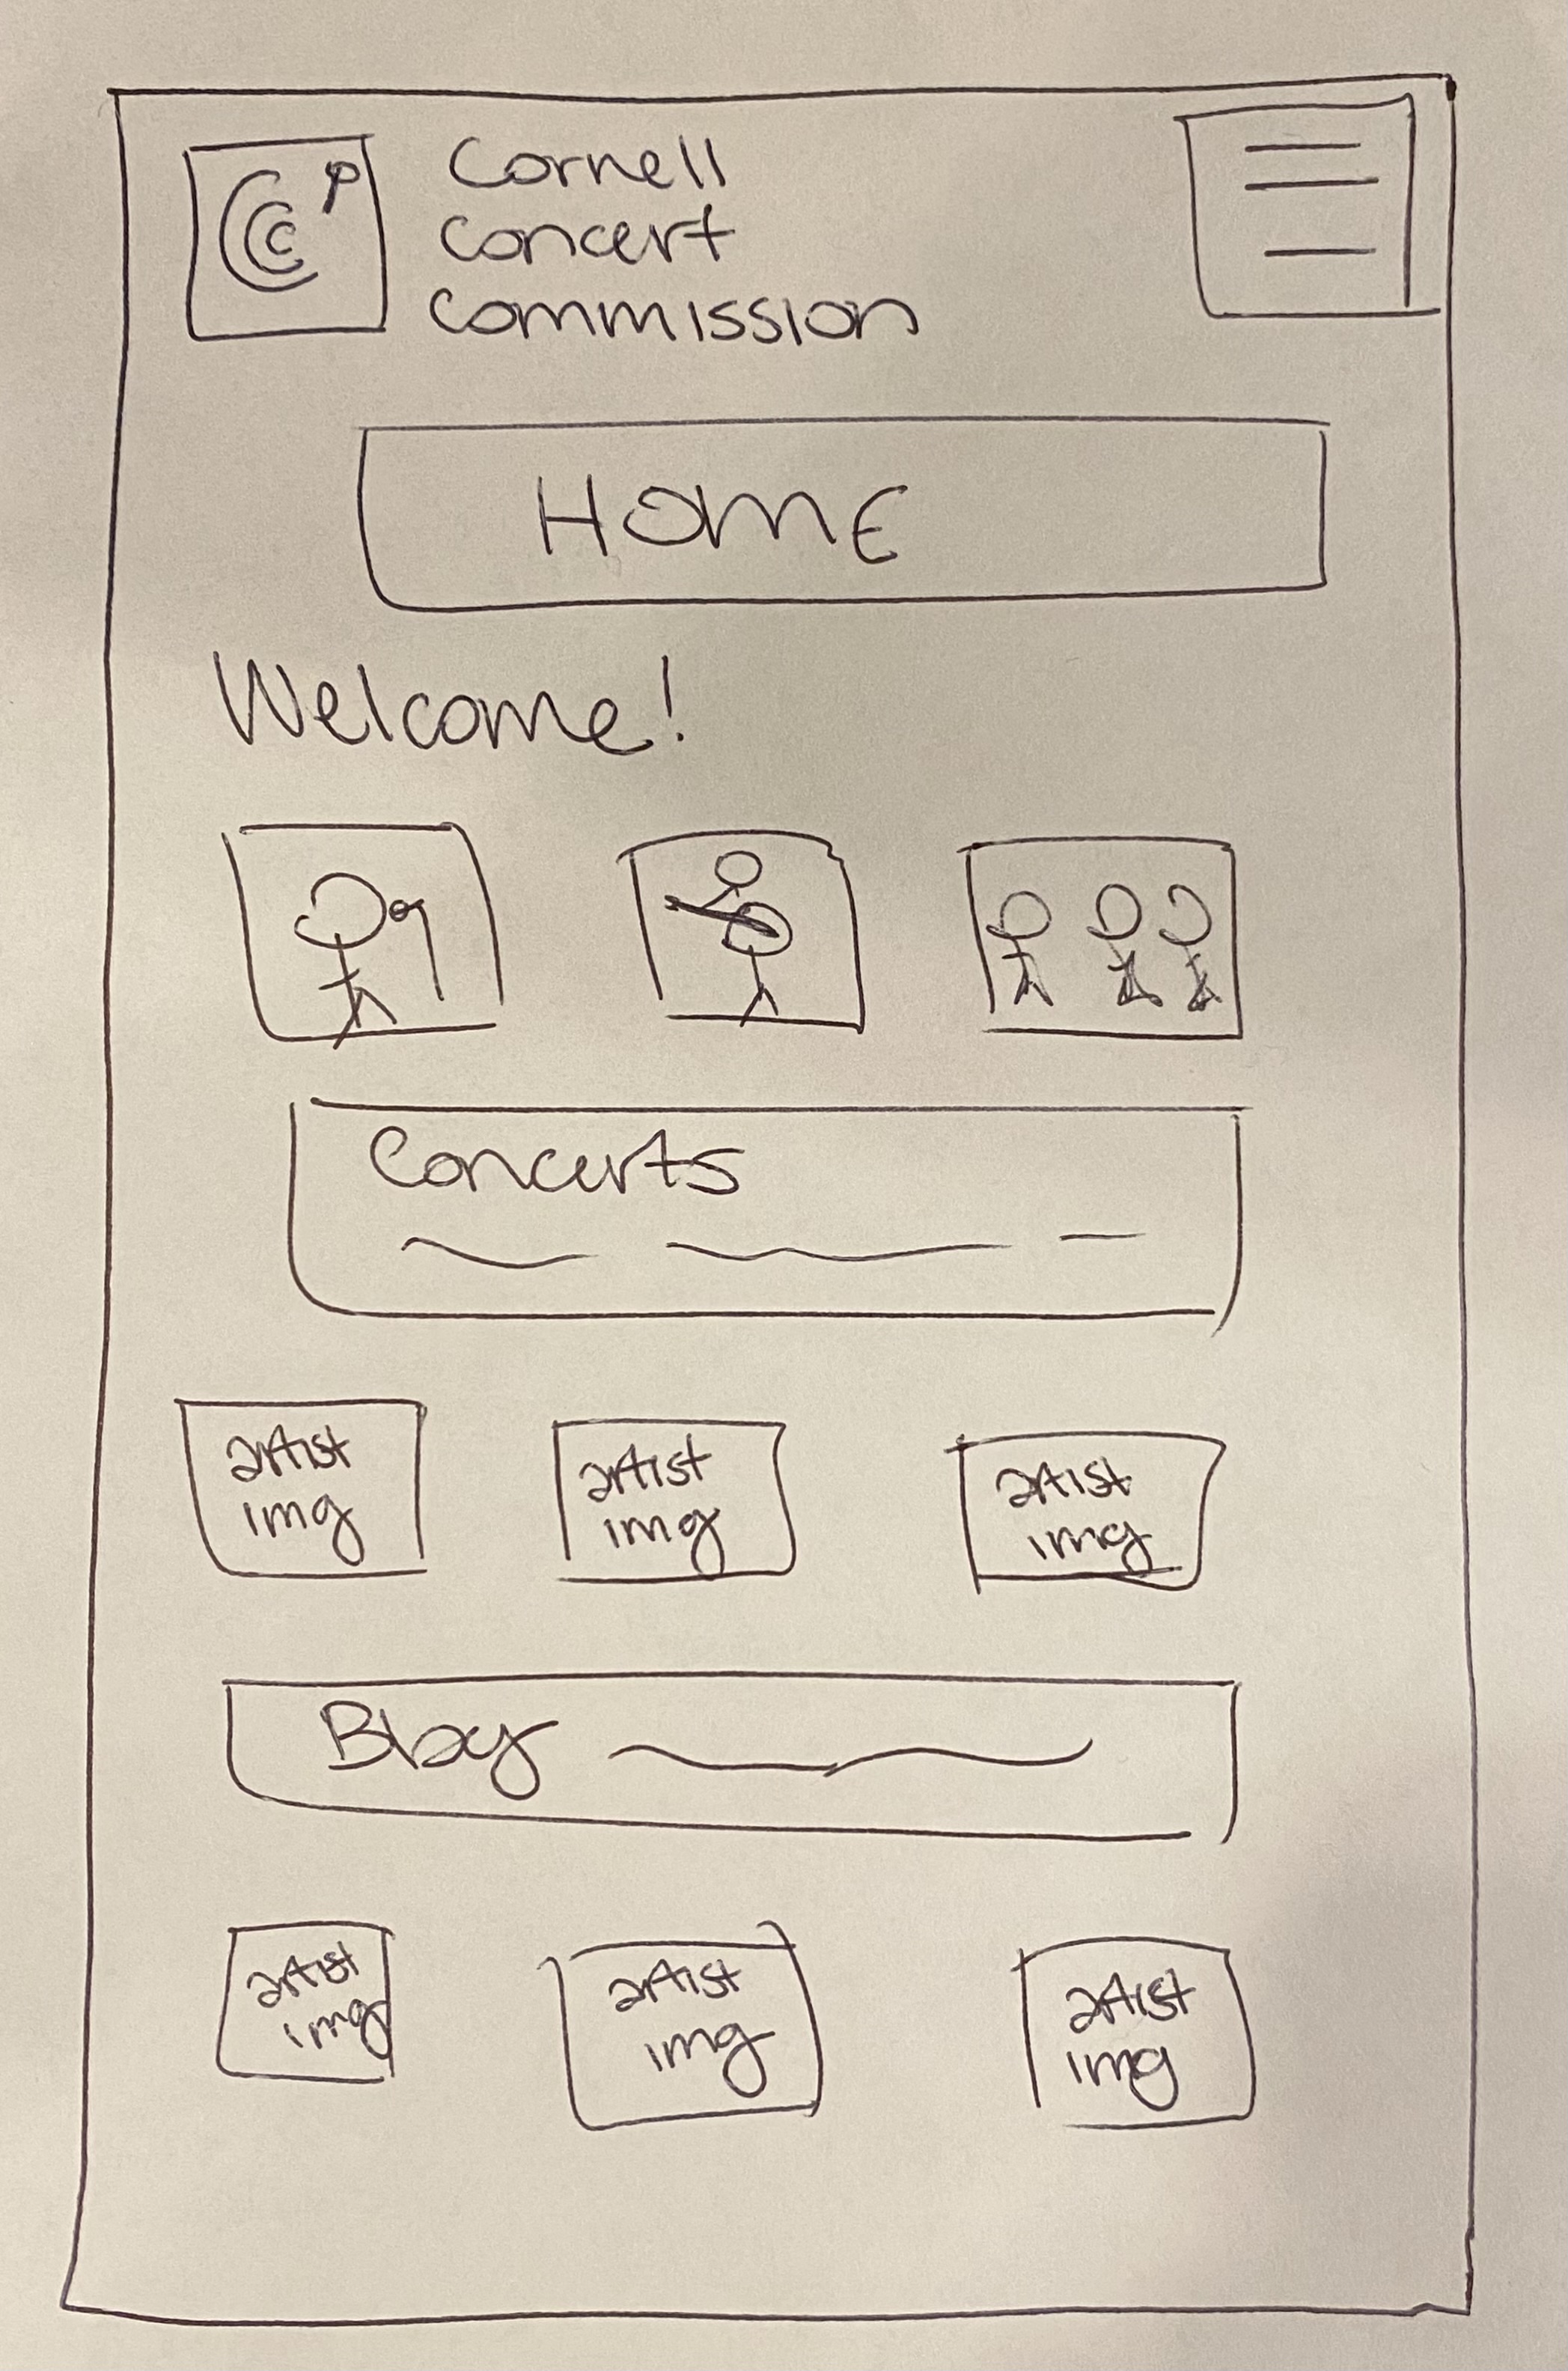 CCC
Cornell
Concert
Commission
HOME
Welcome!
Concerts
artist artist artist
img img img
Blog
artist artist artist
img img img